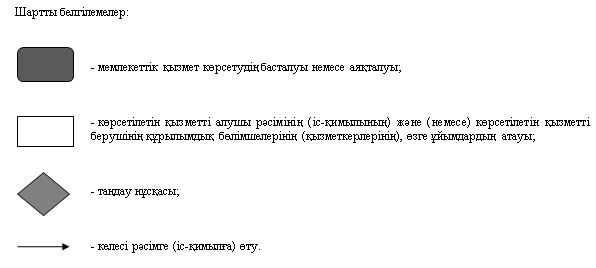 Шартты белгілемелер:
- мемлекеттік қызмет көрсетудің басталуы немесе аяқталуы;
- көрсетілетін қызметті алушы рәсімінің (іс-қимылының) және (немесе) көрсетілетін қызметті
берушінің құрылымдық бөлімшелерінің (қызметкерлерінің), өзге ұйымдардың атауы;
- таңдау нұсқасы;
- келесі рәсімге (іс-қимылға) өту.